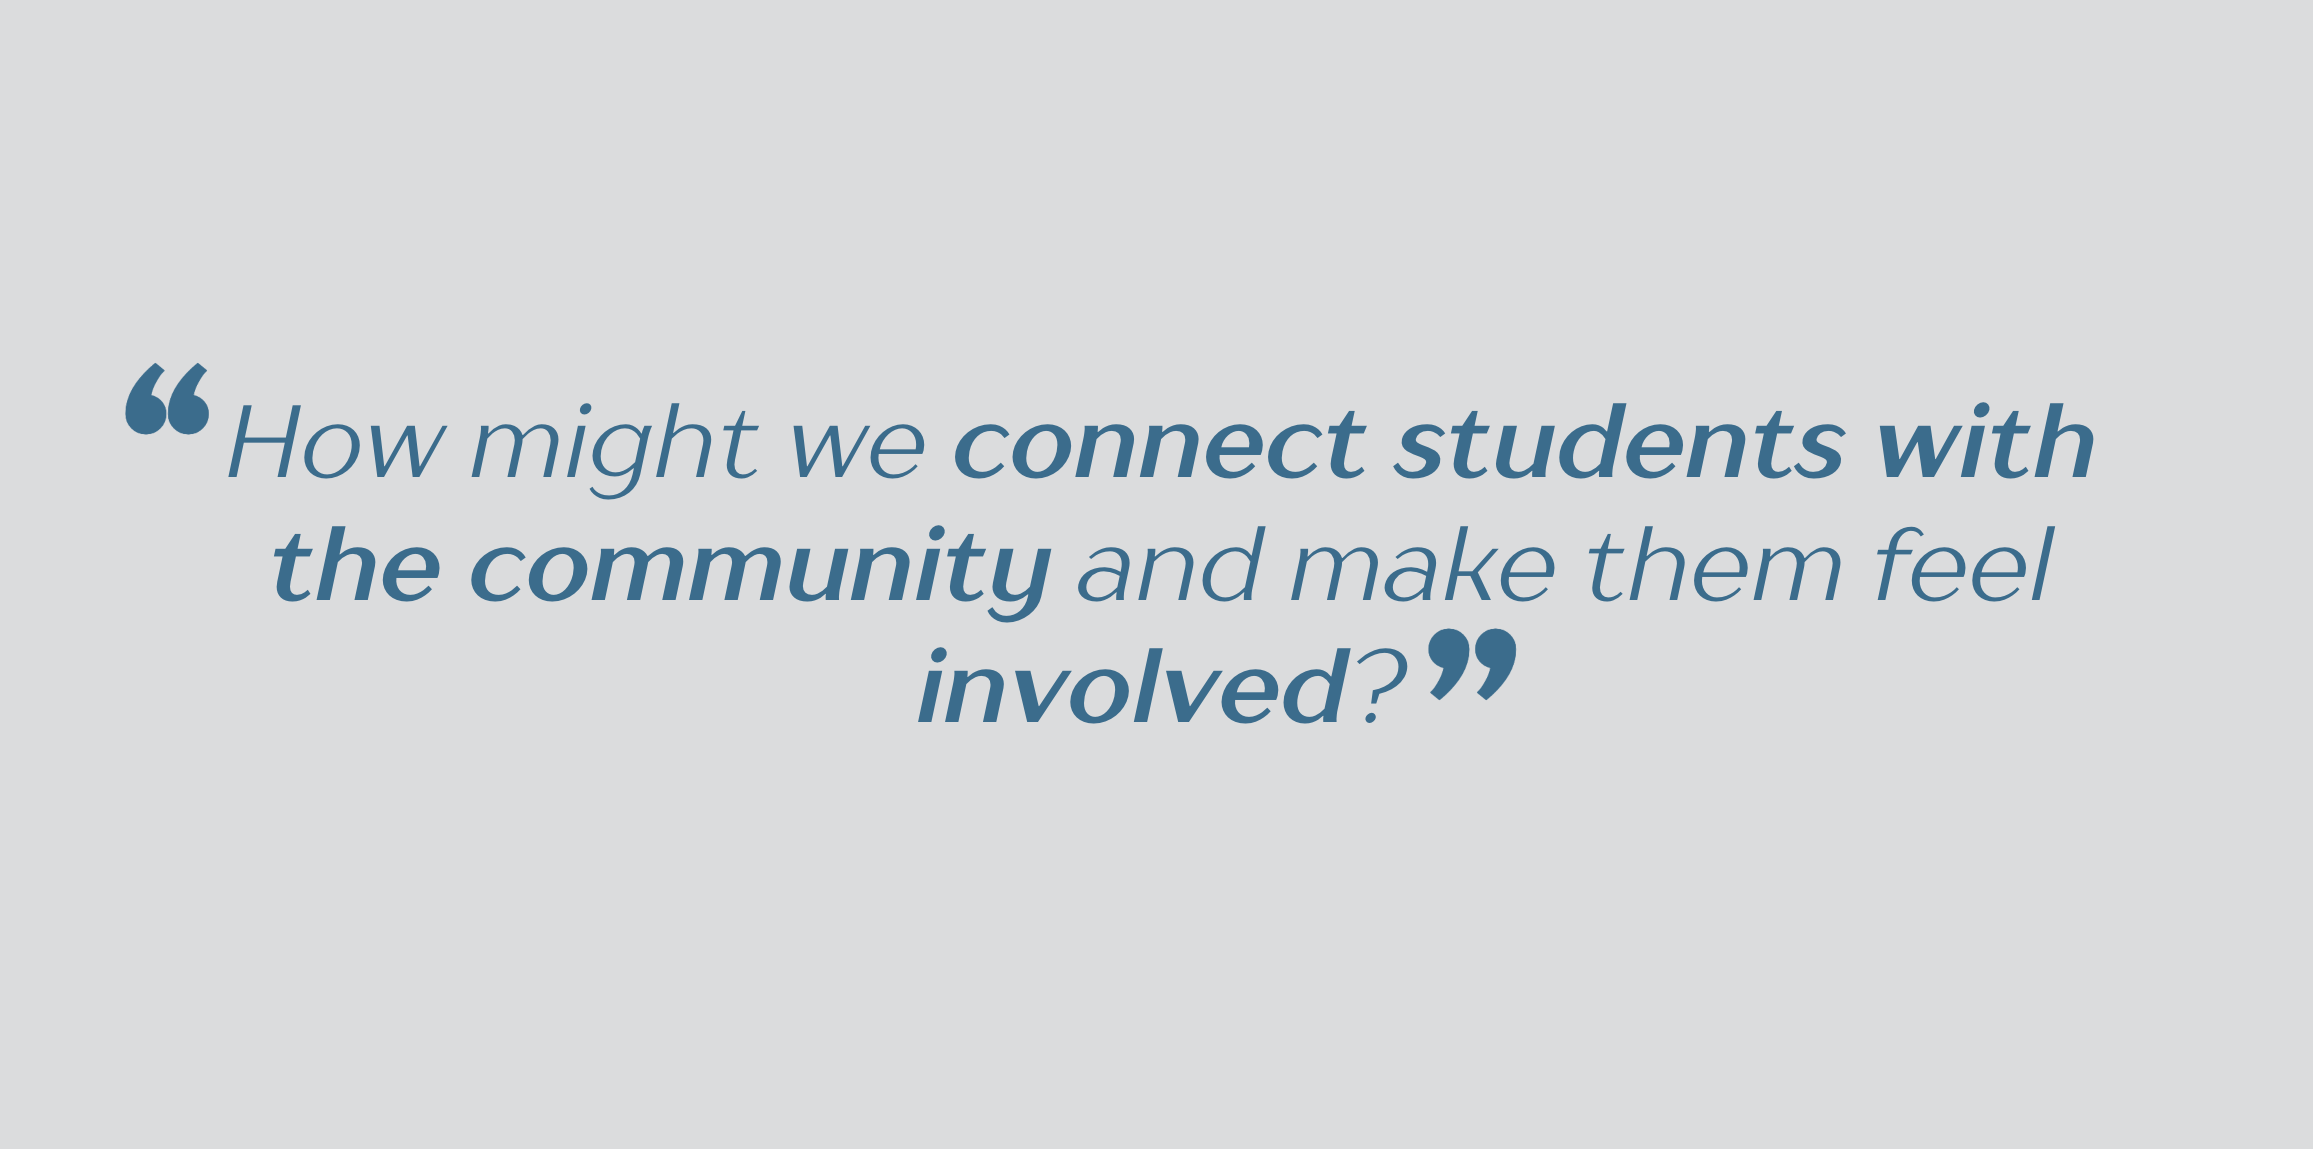 “How might we connect students with
the community and make them feel
involved?”